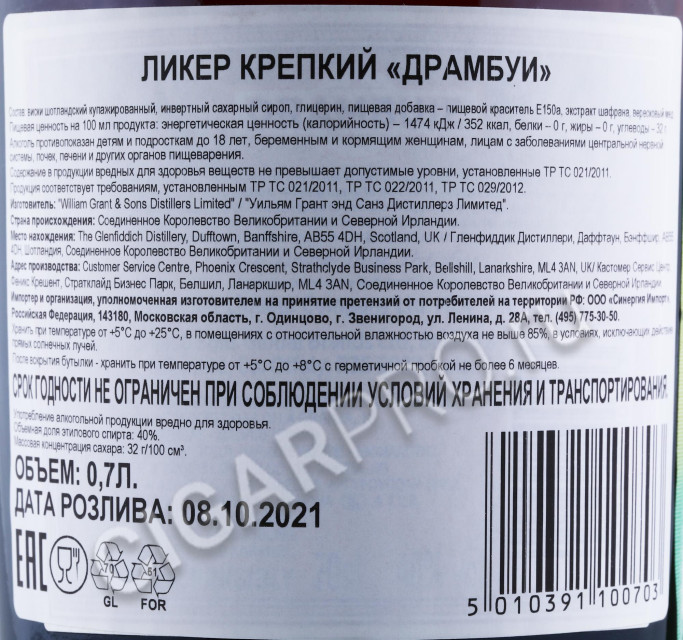 ЛИКЕР КРЕПКИЙ «ДРАМБУИ»
Состав: виски шотландский купажированный, инвертный сахарный сироп, глицерин, пищевая добавка – пищевой краситель Е150а, экстракт шафрана, вересковый мед
Пищевая ценность на 100 мл продукта: энергетическая ценность (калорийность) – 1474 кДж / 352 ккал, белки – 0 г, жиры – 0 г, углеводы – 32 г
Алкоголь противопоказан детям и подросткам до 18 лет, беременным и кормящим женщинам, лицам с заболеваниями центральной нервной
системы, почек, печени и других органов пищеварения.
Содержание в продукции вредных для здоровья веществ не превышает допустимые уровни, установленные ТР ТС 021/2011.
Продукция соответствует требованиям, установленным ТР ТС 021/2011, ТР ТС 022/2011, ТР ТС 029/2012.
Изготовитель: "William Grant & Sons Distillers Limited" / "Уильям Грант энд Санз Дистиллерз Лимитед".
Страна происхождения: Соединенное Королевство Великобритании и Северной Ирландии.
Место нахождения: The Glenfiddich Distillery, Dufftown, Banffshire, AB55 4DH, Scotland, UK / Гленфиддик Дистиллери, Даффтаун, Бэнффшир, АВ55
4DH, Шотландия, Соединенное Королевство Великобритании и Северной Ирландии.
Адрес производства: Customer Service Centre, Phoenix Crescent, Strathclyde Business Park, Bellshill, Lanarkshire, ML4 3AN, UK/ Кастомер Сервис Центр,
Феникс Крешент, Стратклайд Бизнес Парк, Белшил, Ланаркшир, ML4 3AN, Соединенное Королевство Великобритании и Северной Ирландии
Импортер и организация, уполномоченная изготовителем на принятие претензий от потребителей на территории РФ: ООО «Синергия Импорт»,
Российская Федерация, 143180, Московская область, г. Одинцово, г. Звенигород, ул. Ленина, д. 28А, тел. (495) 775-30-50.
Хранить при температуре от +5°С до +25°С, в помещениях с относительной влажностью воздуха не выше 85%, в условиях, исключающих действие
прямых солнечных лучей.
После вскрытия бутылки - хранить при температуре от +5°С до +8°С с герметичной пробкой не более 6 месяцев.
СРОК ГОДНОСТИ НЕ ОГРАНИЧЕН ПРИ СОБЛЮДЕНИИ УСЛОВИЙ ХРАНЕНИЯ И ТРАНСПОРТИРОВАНИЯ.
Употребление алкогольной продукции вредно для здоровья.
Объемная доля этилового спирта: 40%.
Массовая концентрация сахара: 32 г/100 см³.
ОБЪЕМ: 0,7Л.
ДАТА РОЗЛИВА: 08.10.2021
EAC
70
GL
51
FOR
5 010391 100703
CIGARPRO.RU